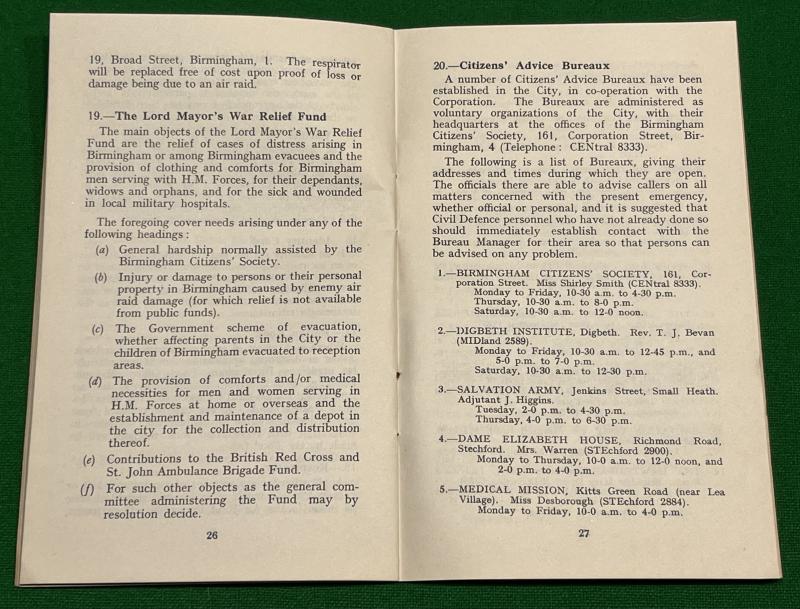 19, Broad Street, Birmingham, 1. The respirator
will be replaced free of cost upon proof of loss or
damage being due to an air raid.
19.—The Lord Mayor's War Relief Fund
The main objects of the Lord Mayor's War Relief
Fund are the relief of cases of distress arising in
Birmingham or among Birmingham evacuees and the
provision of clothing and comforts for Birmingham
men serving with H.M. Forces, for their dependants,
widows and orphans, and for the sick and wounded
in local military hospitals.
The foregoing cover needs arising under any of the
following headings :
(a) General hardship normally assisted by the
Birmingham Citizens' Society.
(b) Injury or damage to persons or their personal
property in Birmingham caused by enemy air
raid damage (for which relief is not available
from public funds).
(c) The Government scheme of evacuation,
whether affecting parents in the City or the
children of Birmingham evacuated to reception
areas.
(d) The provision of comforts and/or medical
necessities for men and women serving in
H.M. Forces at home or overseas and the
establishment and maintenance of a depot in
the city for the collection and distribution
thereof.
(e) Contributions to the British Red Cross and
St. John Ambulance Brigade Fund.
(f) For such other objects as the general com-
mittee administering the Fund may by
resolution decide.
26
20.—Citizens' Advice Bureaux
A number of Citizens' Advice Bureaux have been
established in the City, in co-operation with the
Corporation. The Bureaux are administered as
voluntary organizations of the City, with their
headquarters at the offices of the Birmingham
Citizens' Society, 161, Corporation Street, Bir-
mingham, 4 (Telephone : CENtral 8333).
The following is a list of Bureaux, giving their
addresses and times during which they are open.
The officials there are able to advise callers on all
matters concerned with the present emergency,
whether official or personal, and it is suggested that
Civil Defence personnel who have not already done so
should immediately establish contact with the
Bureau Manager for their area so that persons can
be advised on any problem.
1.—BIRMINGHAM CITIZENS' SOCIETY, 161, Cor-
poration Street. Miss Shirley Smith (CENtral 8333).
Monday to Friday, 10-30 a.m. to 4-30 p.m.
Thursday, 10-30 a.m. to 8-0 p.m.
Saturday, 10-30 a.m. to 12-0 noon.
2.—DIGBETH INSTITUTE, Digbeth. Rev. T. J. Bevan
(MIDland 2589).
Monday to Friday, 10-30 a.m. to 12-45 p.m., and
5-0 p.m. to 7-0 p.m.
Saturday, 10-30 a.m. to 12-30 p.m.
3.—SALVATION ARMY, Jenkins Street, Small Heath.
Adjutant J. Higgins.
Tuesday, 2-0 p.m. to 4-30 p.m.
Thursday, 4-0 p.m. to 6-30 p.m.
4.—DAME ELIZABETH HOUSE, Richmond Road,
Stechford. Mrs. Warren (STEchford 2900).
Monday to Thursday, 10-0 a.m. to 12-0 noon, and
2-0 p.m. to 4-0 p.m.
5.—MEDICAL MISSION, Kitts Green Road (near Lea
Village). Miss Desborough (STEchford 2884).
Monday to Friday, 10-0 a.m. to 4-0 p.m.
27